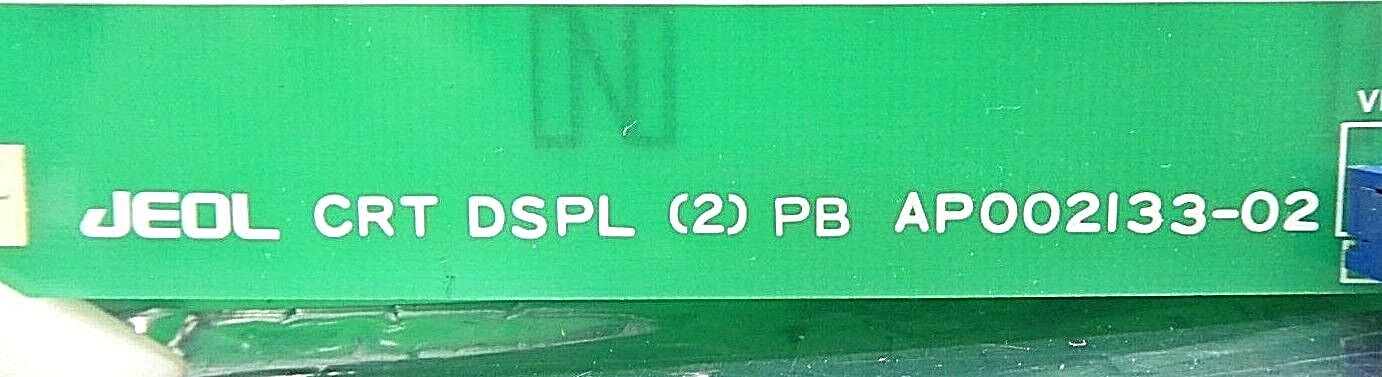 N
JEOL CRT DSPL (2) PB AP002133-02